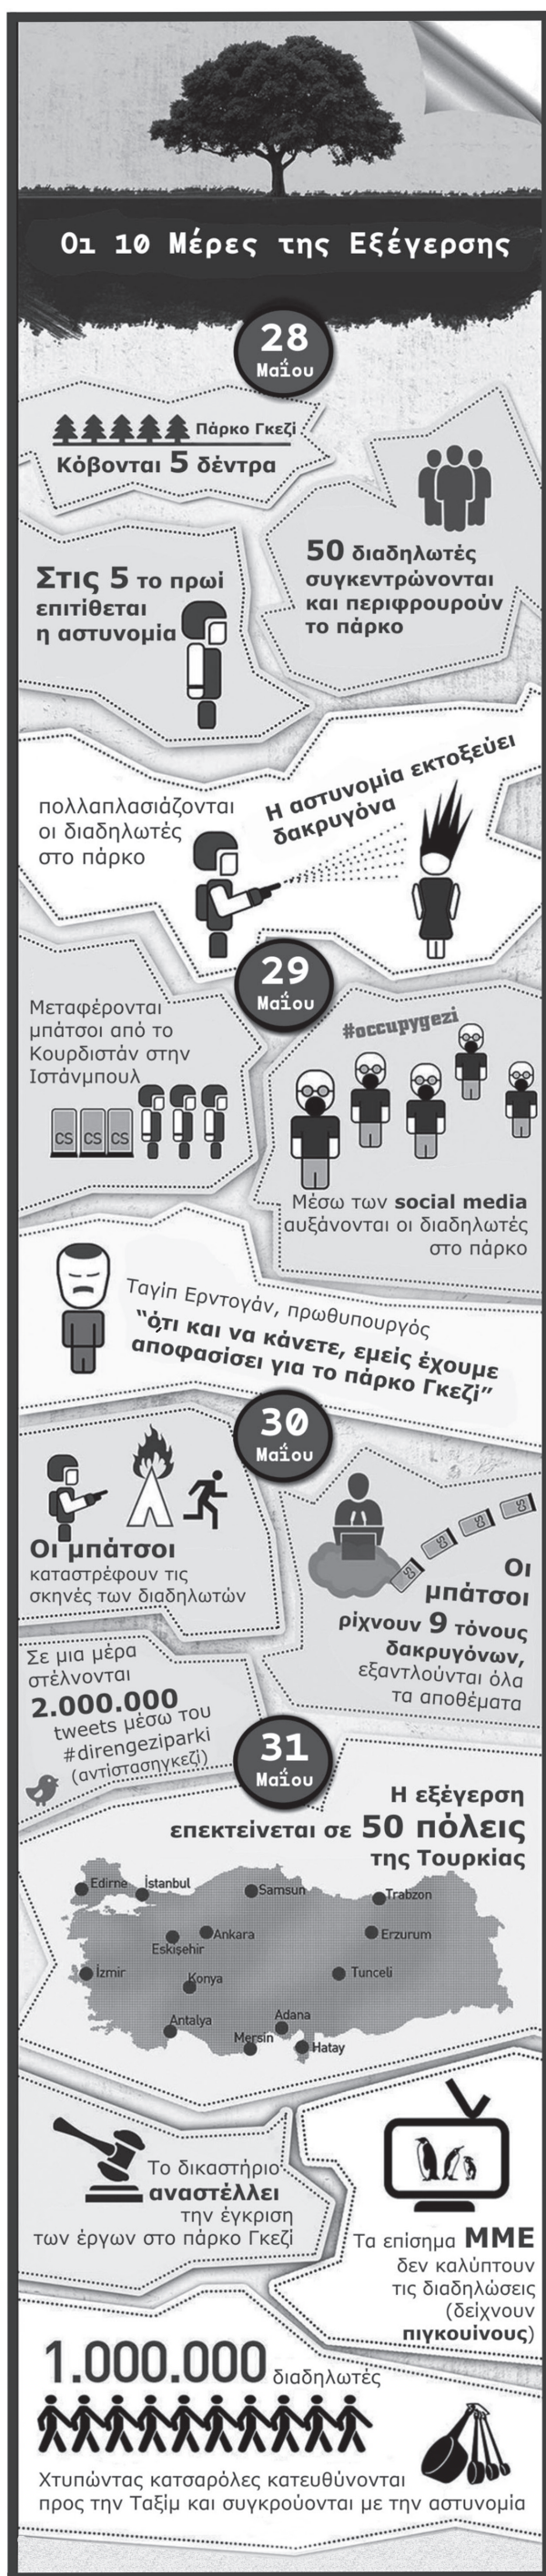 Οι 10 Μέρες της Εξέγερσης
28
Μαΐου
Πάρκο Γκεζί
Κόβονται 5 δέντρα
50 διαδηλωτές
συγκεντρώνονται
και περιφρουρούν
το πάρκο
Στις 5 το πρωί
επιτίθεται
η αστυνομία
πολλαπλασιάζονται
οι διαδηλωτές
στο πάρκο
Η αστυνομία εκτοξεύει
δακρυγόνα
29
Μαΐου
Μεταφέρονται
μπάτσοι από το
Κουρδιστάν στην
Ιστάνμπουλ
CS CS CS
#occupygezi
Μέσω των social media
αυξάνονται οι διαδηλωτές
στο πάρκο
Ταγίπ Ερντογάν, πρωθυπουργός
"ό,τι και να κάνετε, εμείς έχουμε
αποφασίσει για το πάρκο Γκεζί"
30
Μαΐου
Οι μπάτσοι
καταστρέφουν τις
σκηνές των διαδηλωτών
CS CS CS CS
Οι
μπάτσοι
ρίχνουν 9 τόνους
δακρυγόνων,
εξαντλούνται όλα
τα αποθέματα
Σε μια μέρα
στέλνονται
2.000.000
tweets μέσω του
#direngeziparki
(αντίστασηγκεζί)
31
Μαΐου
Η εξέγερση
επεκτείνεται σε 50 πόλεις
της Τουρκίας
Edirne İstanbul Samsun Trabzon
Ankara Erzurum
Eskişehir
İzmir Konya Tunceli
Antalya Adana
Mersin Hatay
Το δικαστήριο
αναστέλλει
την έγκριση
των έργων στο πάρκο Γκεζί
Τα επίσημα ΜΜΕ
δεν καλύπτουν
τις διαδηλώσεις
(δείχνουν
πιγκουίνους)
1.000.000 διαδηλωτές
Χτυπώντας κατσαρόλες κατευθύνονται
προς την Ταξίμ και συγκρούονται με την αστυνομία